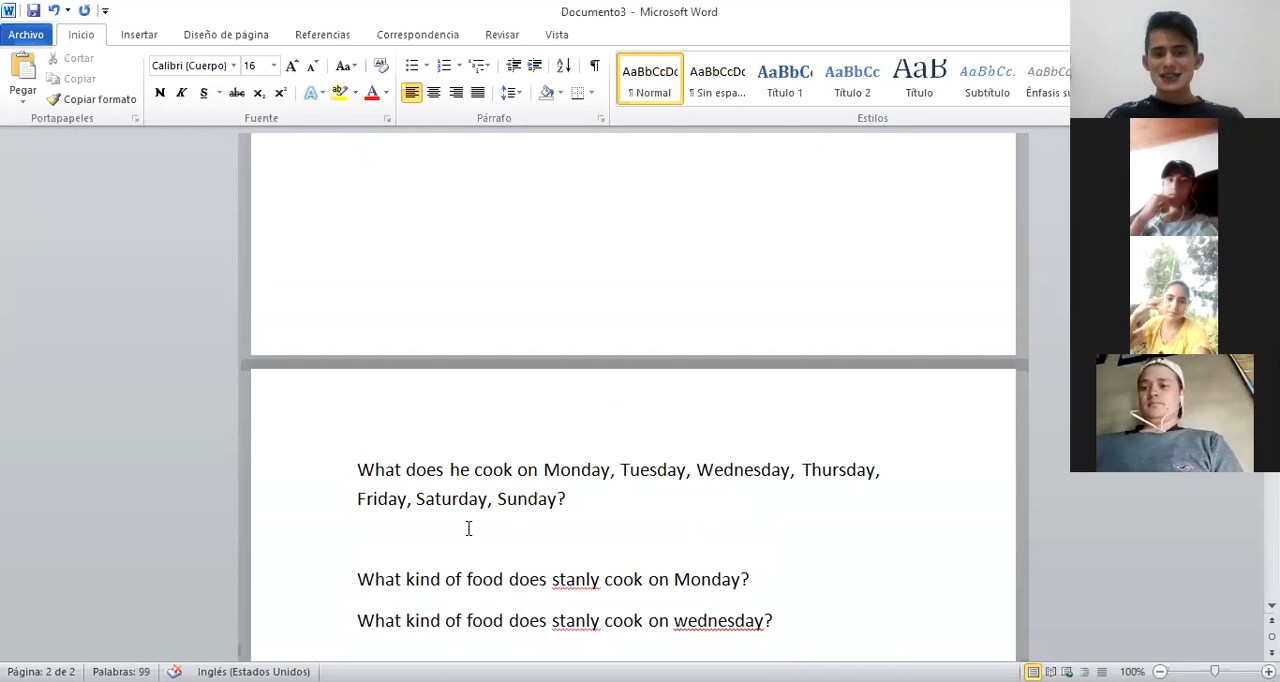 Documento3 - Microsoft Word
Archivo Inicio Insertar Diseño de página Referencias Correspondencia Revisar Vista
Cortar
Copiar
Copiar formato
Pegar
Portapapeles
Calibri (Cuerpo) 16
Fuente
Párrafo
AaBbCcDc AaBbCcDc AaBbC AaBbCc AaB AaBbCc. AaBbCc
¶ Normal ¶ Sin espa... Título 1 Título 2 Título Subtítulo Énfasis su
Estilos
What does he cook on Monday, Tuesday, Wednesday, Thursday,
Friday, Saturday, Sunday?
What kind of food does stanly cook on Monday?
What kind of food does stanly cook on wednesday?
Página: 2 de 2 Palabras: 99 Inglés (Estados Unidos) 100%